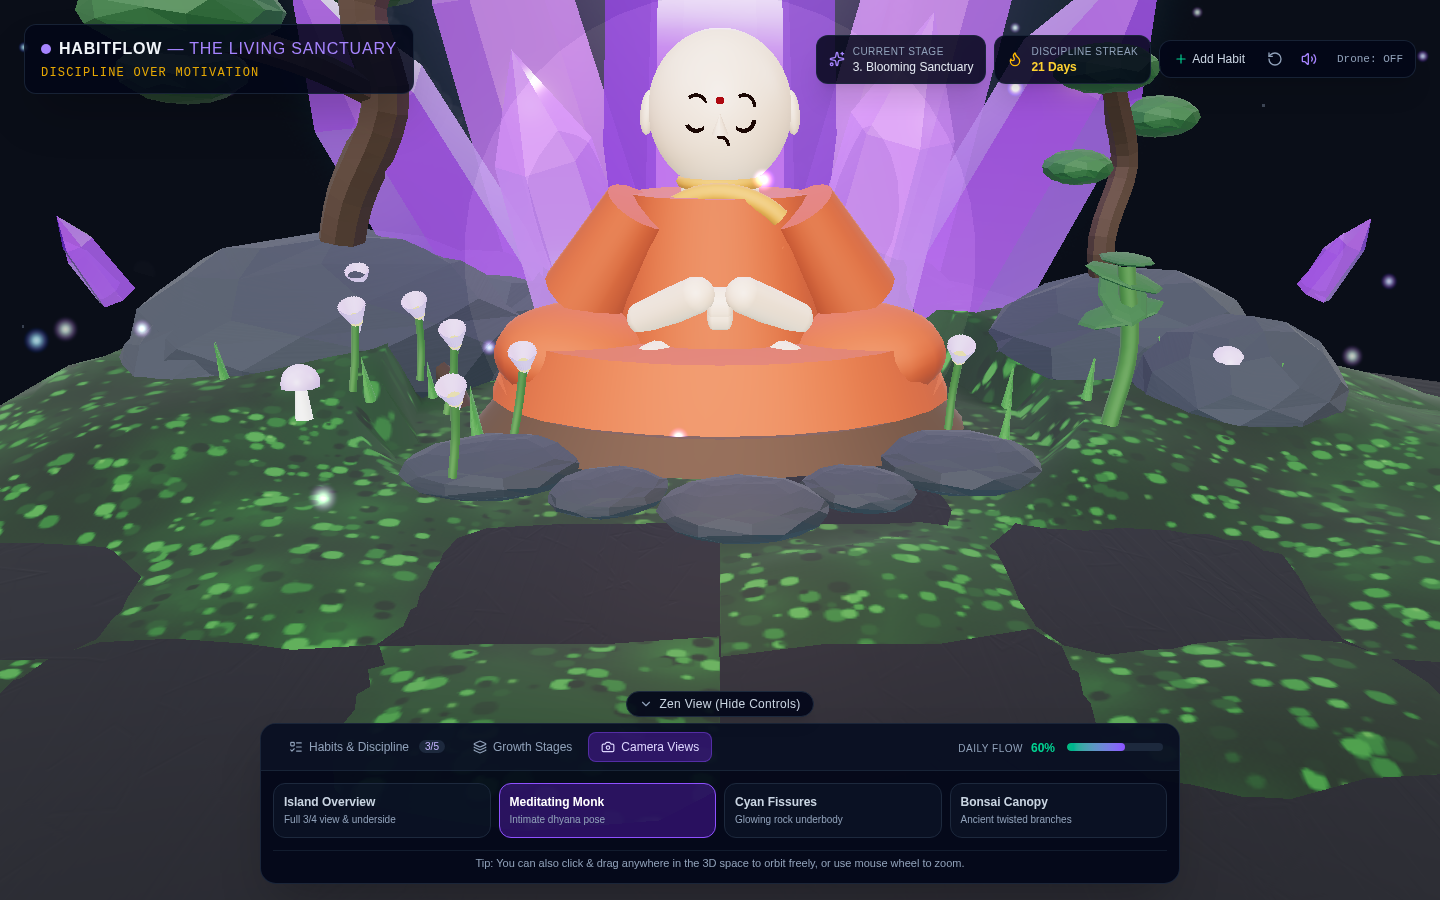 HABITFLOW — THE LIVING SANCTUARY
DISCIPLINE OVER MOTIVATION
CURRENT STAGE
3. Blooming Sanctuary
DISCIPLINE STREAK
21 Days
Add Habit
Drone: OFF
Zen View (Hide Controls)
Habits & Discipline 3/5
Growth Stages
Camera Views
DAILY FLOW 60%
Island Overview
Full 3/4 view & underside
Meditating Monk
Intimate dhyana pose
Cyan Fissures
Glowing rock underbody
Bonsai Canopy
Ancient twisted branches
Tip: You can also click & drag anywhere in the 3D space to orbit freely, or use mouse wheel to zoom.